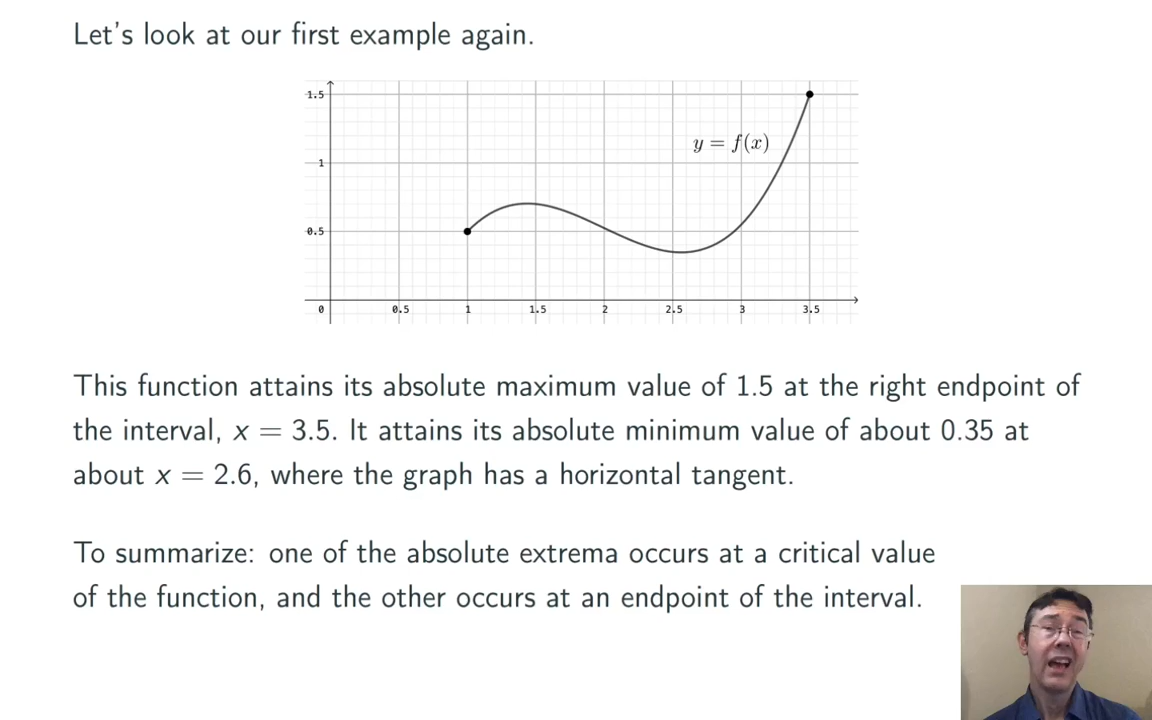 Let's look at our first example again.
1.5
y = f(x)
1
0.5
0 0.5 1 1.5 2 2.5 3 3.5
This function attains its absolute maximum value of 1.5 at the right endpoint of
the interval, x = 3.5. It attains its absolute minimum value of about 0.35 at
about x = 2.6, where the graph has a horizontal tangent.
To summarize: one of the absolute extrema occurs at a critical value
of the function, and the other occurs at an endpoint of the interval.